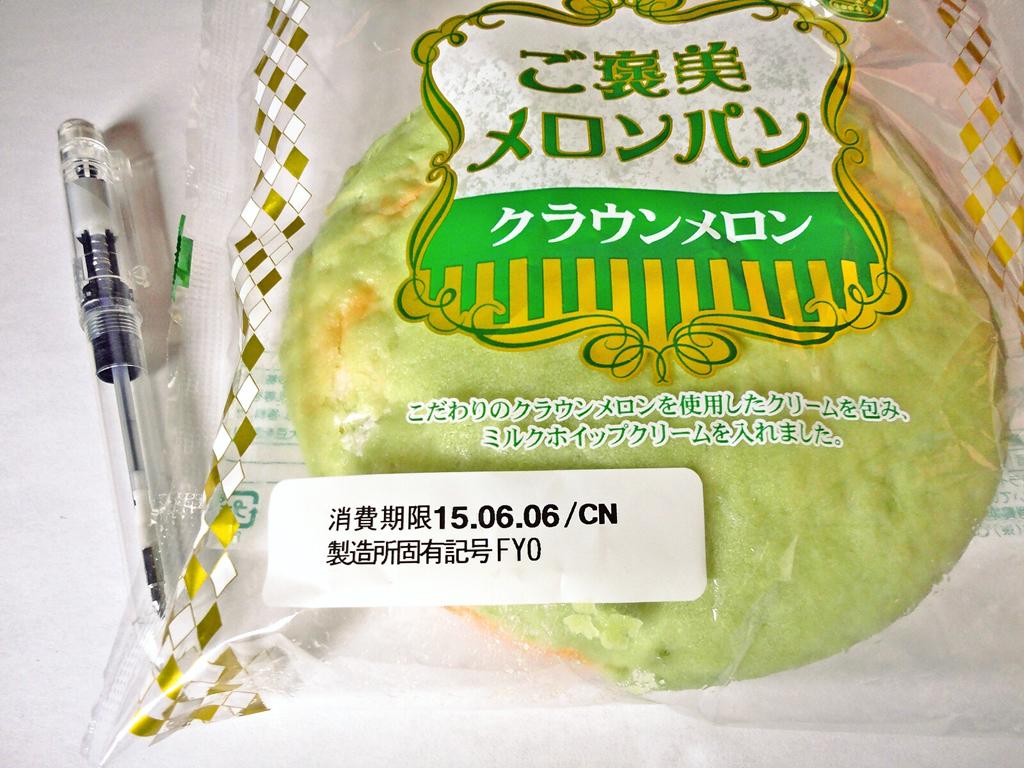 ご褒美
メロンパン
クラウンメロン
こだわりのクラウンメロンを使用したクリームを包み、
ミルクホイップクリームを入れました。
消費期限15.06.06/CN
製造所固有記号FYO